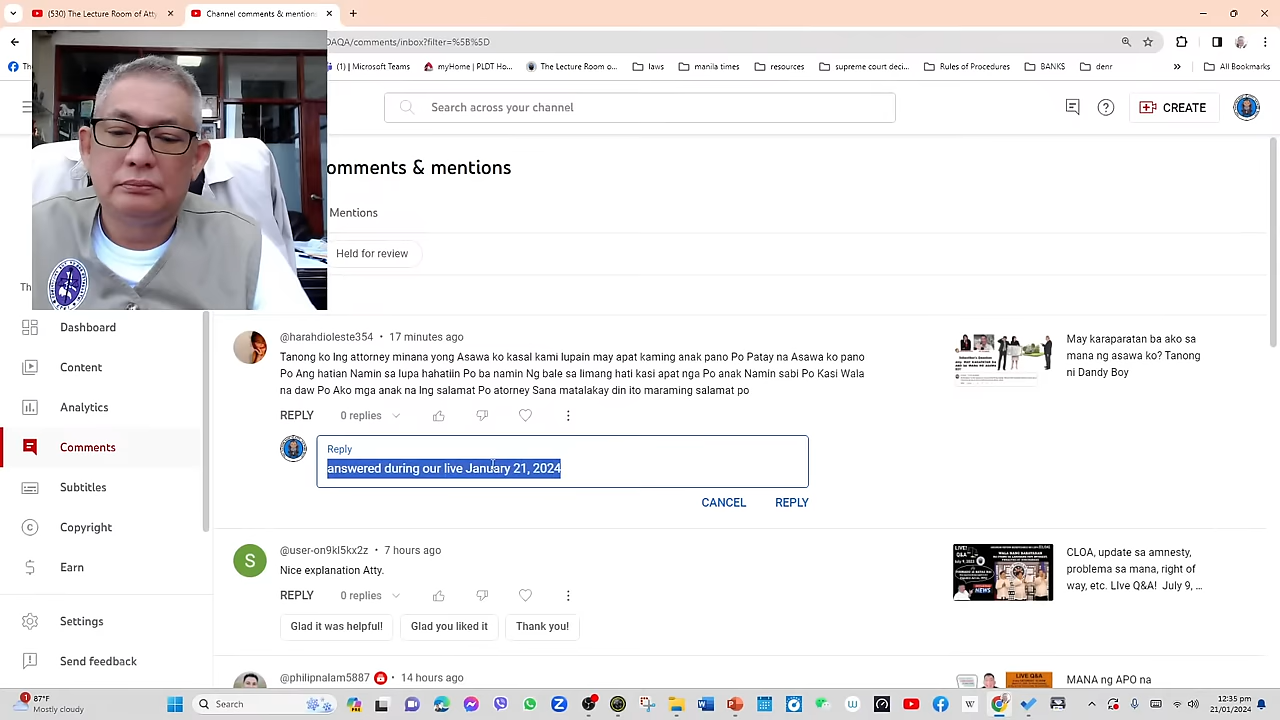 (530) The Lecture Room of Atty
Channel comments & mentions
AQA/comments/inbox?filter=%5B%5D
(1) | Microsoft Teams
myHome | PLDT Ho...
The Lecture Room o...
laws
manila times
resources
supreme court deci...
Rules of Procedures
BANKS
denr
All Bookmarks
Search across your channel
CREATE
omments & mentions
Mentions
Held for review
Dashboard
Content
Analytics
Comments
Subtitles
Copyright
Earn
Settings
Send feedback
@harahdioleste354 • 17 minutes ago
Tanong ko lng attorney minana yong Asawa ko kasal kami lupain may apat kaming anak pano Po Patay na Asawa ko pano
Po Ang hatian Namin sa lupa hatiin Po ba naning ng basa limang hati kasi apat nga Po anak Namin sabi Po Kasi Wala
na daw Po Ako mga anak na lng salamat Po atorney Sana matalakay din ito maraming salamat po
REPLY
0 replies
May karaparatan ba ako sa
mana ng asawa ko? Tanong
ni Dandy Boy
Reply
answered during our live January 21, 2024
CANCEL
REPLY
@user-on9kl5kx2z • 7 hours ago
Nice explanation Atty.
REPLY
0 replies
Glad it was helpful!
Glad you liked it
Thank you!
CLOA, update sa amnesty,
problema sa mana, right of
way, etc. LIve Q&A! July 9, ...
@philipnalam5887 • 14 hours ago
MANA ng APO na
87°F
Mostly cloudy
Search
12:35 pm
21/01/2024